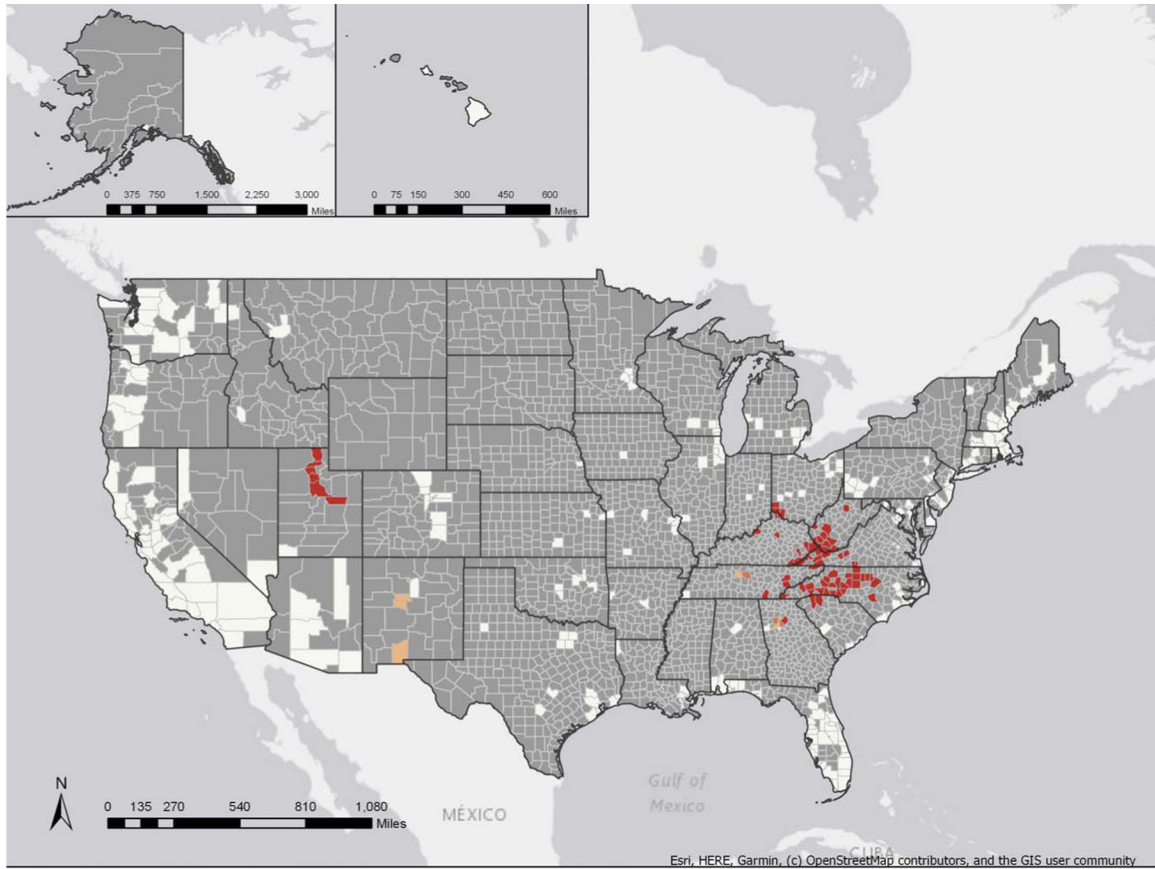 0 375 750 1,500 2,250 3,000
Miles
0 75 150 300 450 600
Miles
N
0 135 270 540 810 1,080
Miles
MÉXICO
Gulf of
Mexico
CUBA
Esri, HERE, Garmin, (c) OpenStreetMap contributors, and the GIS user community